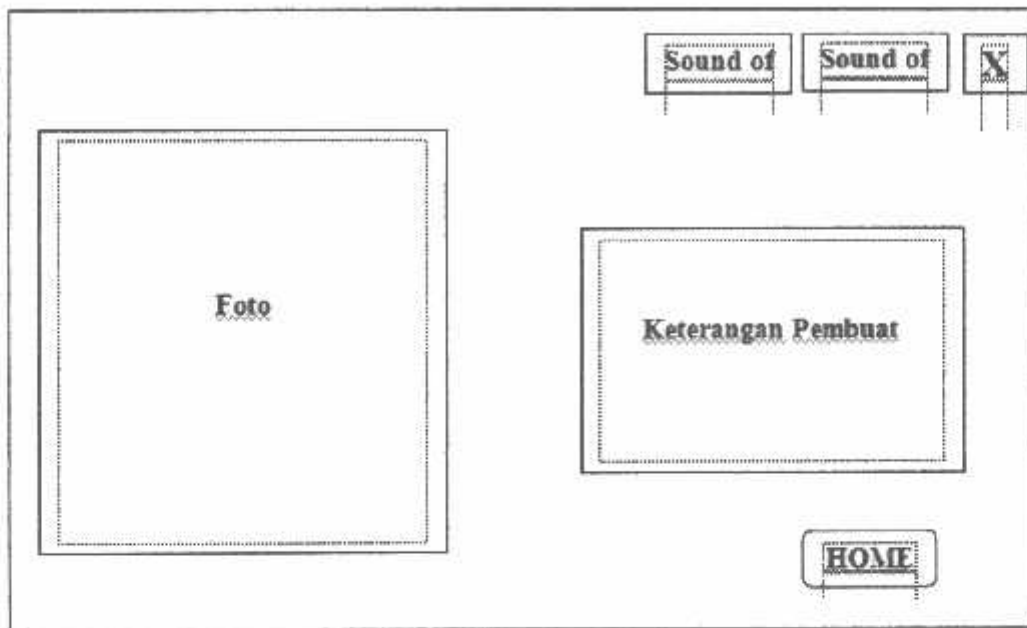 Sound of
Sound of
X
Foto
Keterangan Pembuat
HOME